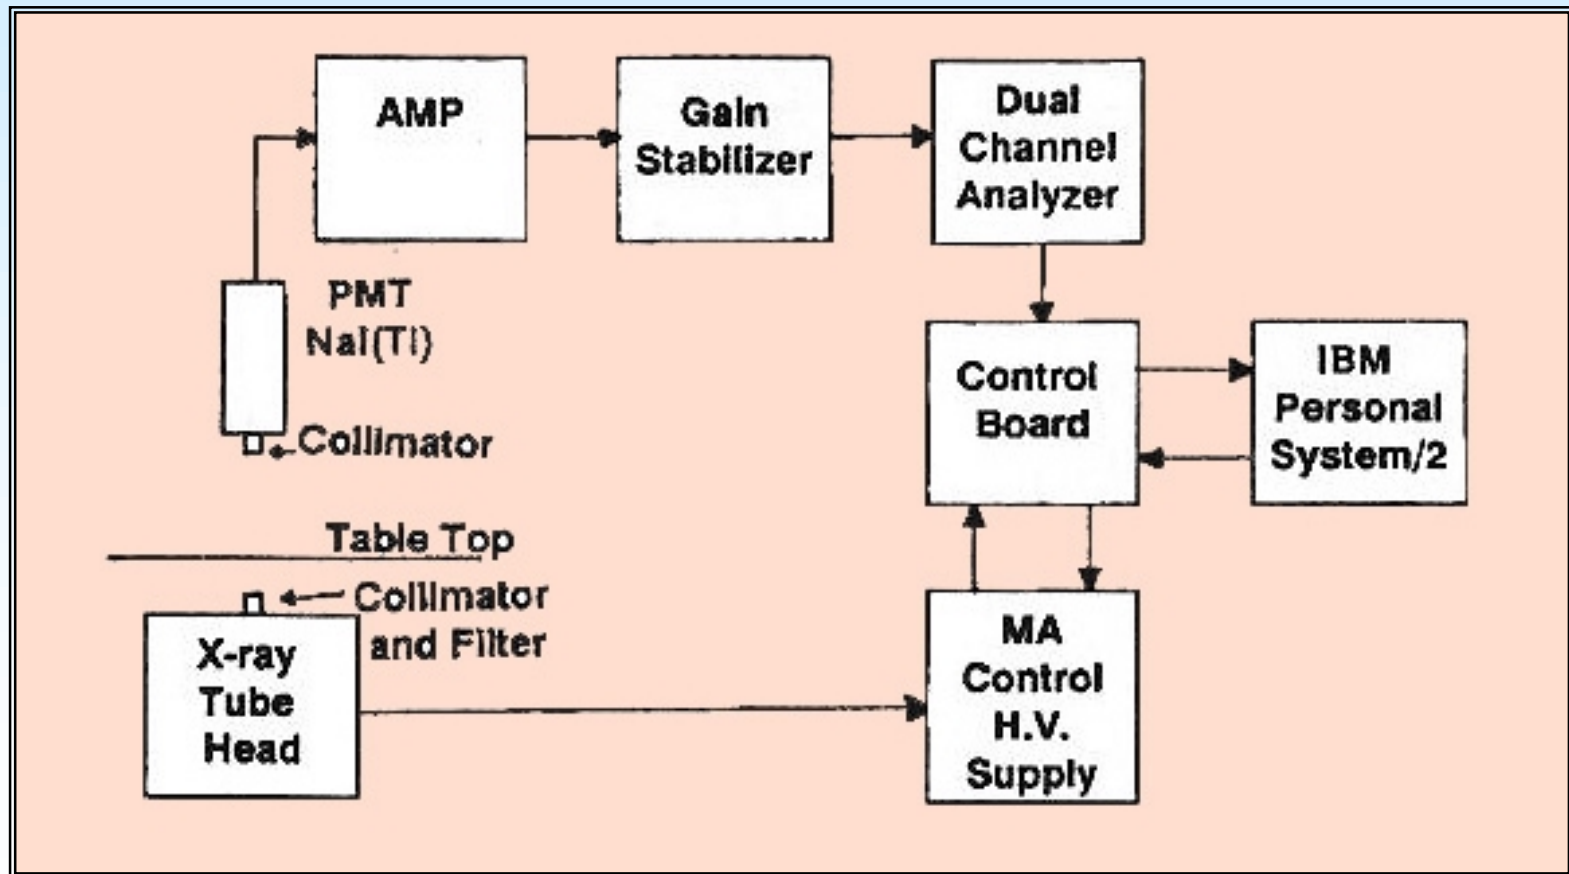 AMP
Gain
Stabilizer
Dual
Channel
Analyzer
PMT
NaI(Tl)
Collimator
Control
Board
IBM
Personal
System/2
Table Top
Collimator
and Filter
X-ray
Tube
Head
MA
Control
H.V.
Supply